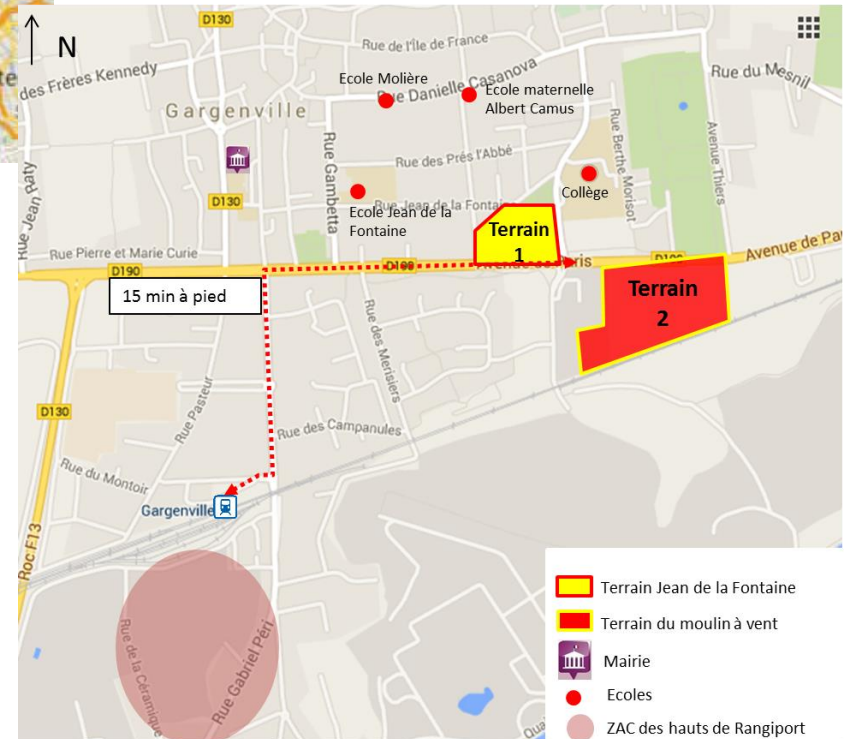 N
D130
Rue de l'Île de France
Rue du Mesnil
des Frères Kennedy
Ecole Molière
Rue Danielle Casanova
Ecole maternelle
Albert Camus
Gargenville
Rue Gambetta
Rue des Prés l'Abbé
Rue Berthe Morisot
Avenue Thiers
Rue Jean Raty
D130
Ecole Jean de la
Fontaine
Rue Jean de la Fontaine
Collège
Terrain
1
Rue Pierre et Marie Curie
D190
D190
D190
Avenue de Pa
15 min à pied
Terrain
2
Rue des Merisiers
D130
Rue Pasteur
Rue des Campanules
Rue du Montoir
Gargenville
Roc F13
Rue de la Céramique
Rue Gabriel Péri
Terrain Jean de la Fontaine
Terrain du moulin à vent
Mairie
Ecoles
ZAC des hauts de Rangiport